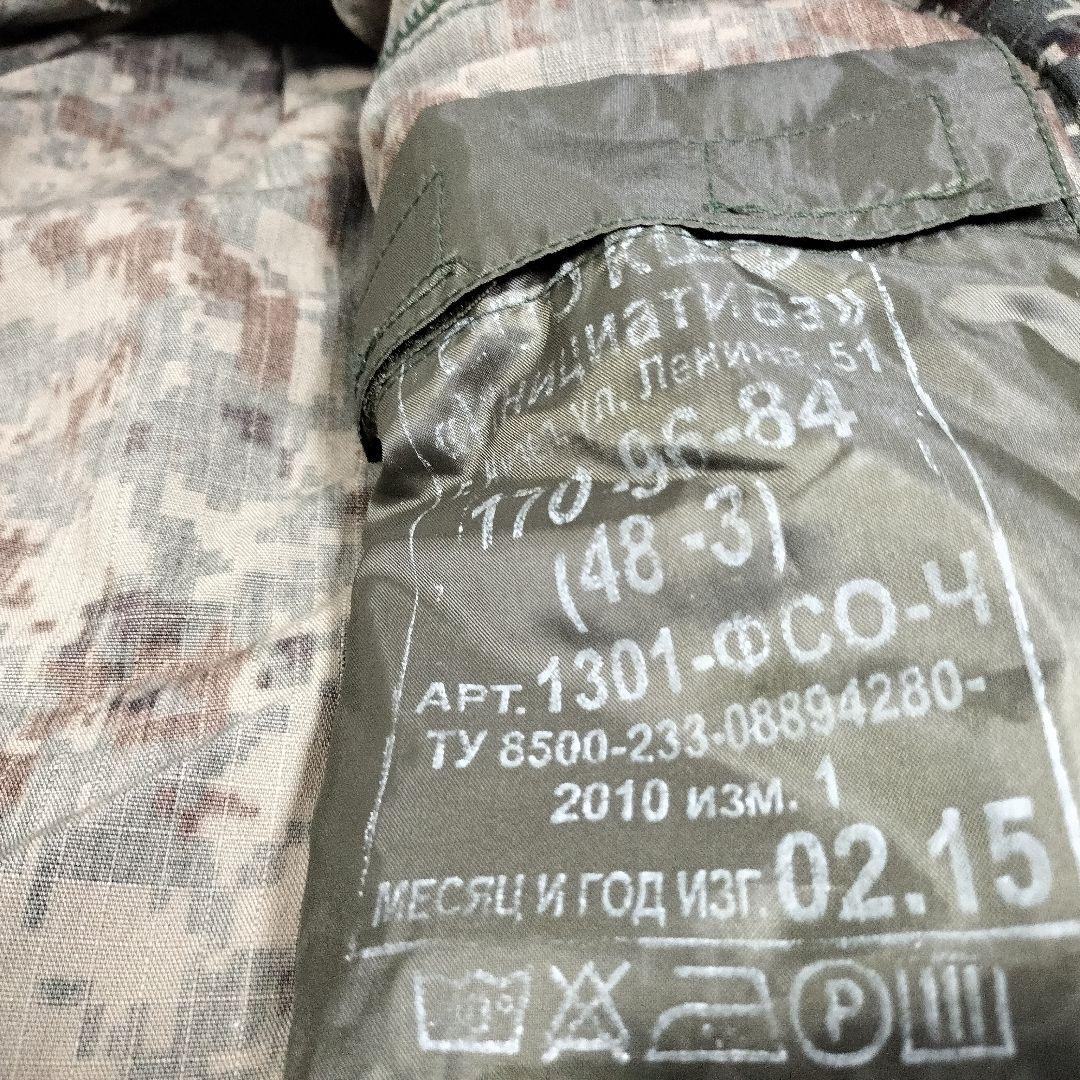 «Инициатива»
ул. Ленина, 51
170-96-84
(48-3)
АРТ. 1301-ФСО-Ч
ТУ 8500-233-08894280-
2010 изм. 1
МЕСЯЦ И ГОД ИЗГ. 02.15
P